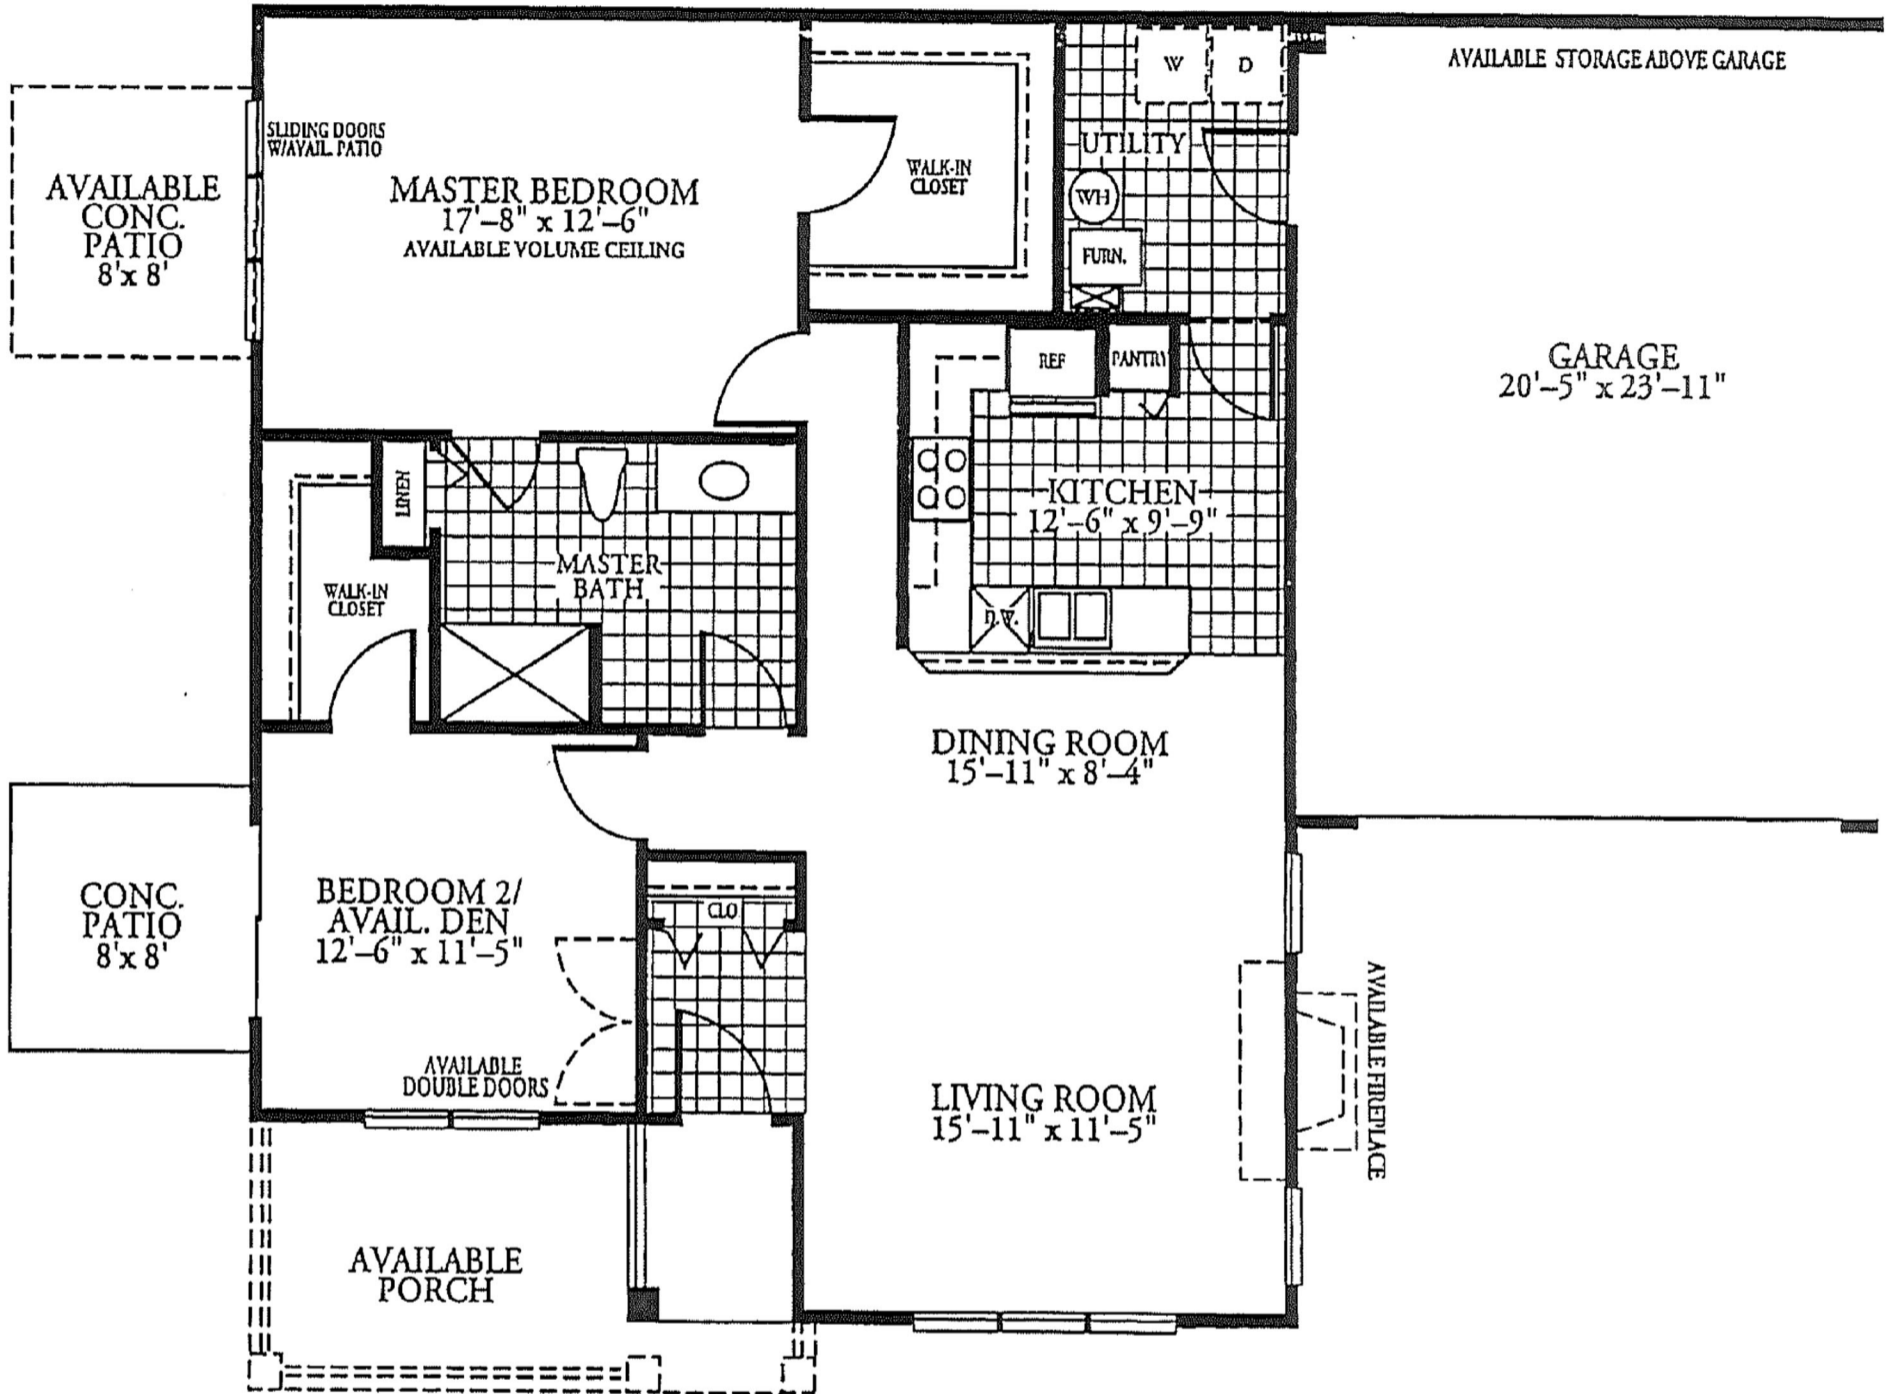 AVAILABLE STORAGE ABOVE GARAGE
W
D
SLIDING DOORS
W/AVAIL. PATIO
AVAILABLE
CONC.
PATIO
8'x 8'
MASTER BEDROOM
17'–8" x 12'–6"
AVAILABLE VOLUME CEILING
WALK-IN
CLOSET
UTILITY
WH
FURN.
REF
PANTRY
GARAGE
20'–5" x 23'–11"
LINEN
KITCHEN
12'–6" x 9'–9"
MASTER
BATH
WALK-IN
CLOSET
D.W.
DINING ROOM
15'–11" x 8'–4"
CONC.
PATIO
8'x 8'
BEDROOM 2/
AVAIL. DEN
12'–6" x 11'–5"
CLO
AVAILABLE
DOUBLE DOORS
LIVING ROOM
15'–11" x 11'–5"
AVAILABLE FIREPLACE
AVAILABLE
PORCH